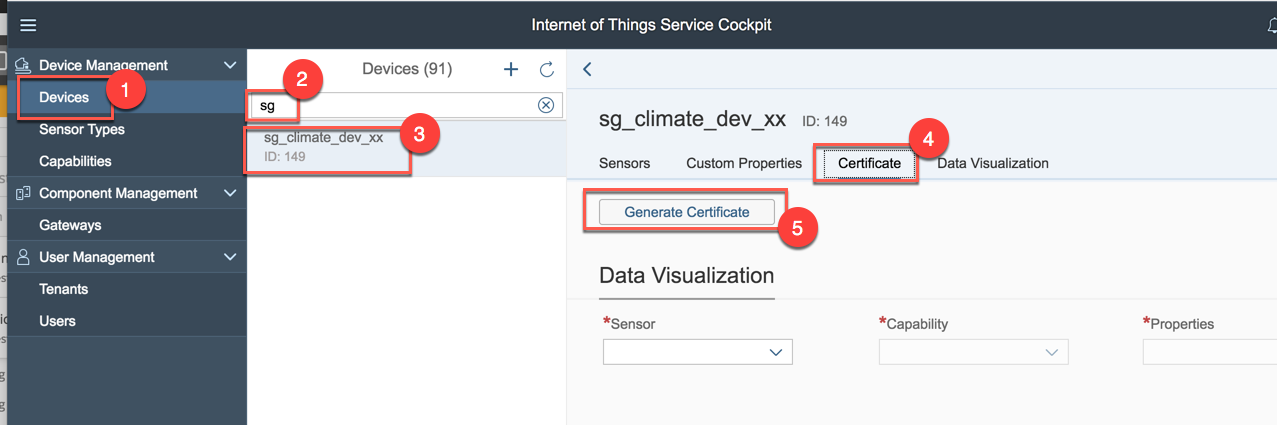 Internet of Things Service Cockpit
Device Management
Devices
1
Sensor Types
Capabilities
Component Management
Gateways
User Management
Tenants
Users
Devices (91)
2
sg
sg_climate_dev_xx
3
ID: 149
sg_climate_dev_xx ID: 149
4
Sensors Custom Properties Certificate Data Visualization
Generate Certificate
5
Data Visualization
*Sensor *Capability *Properties